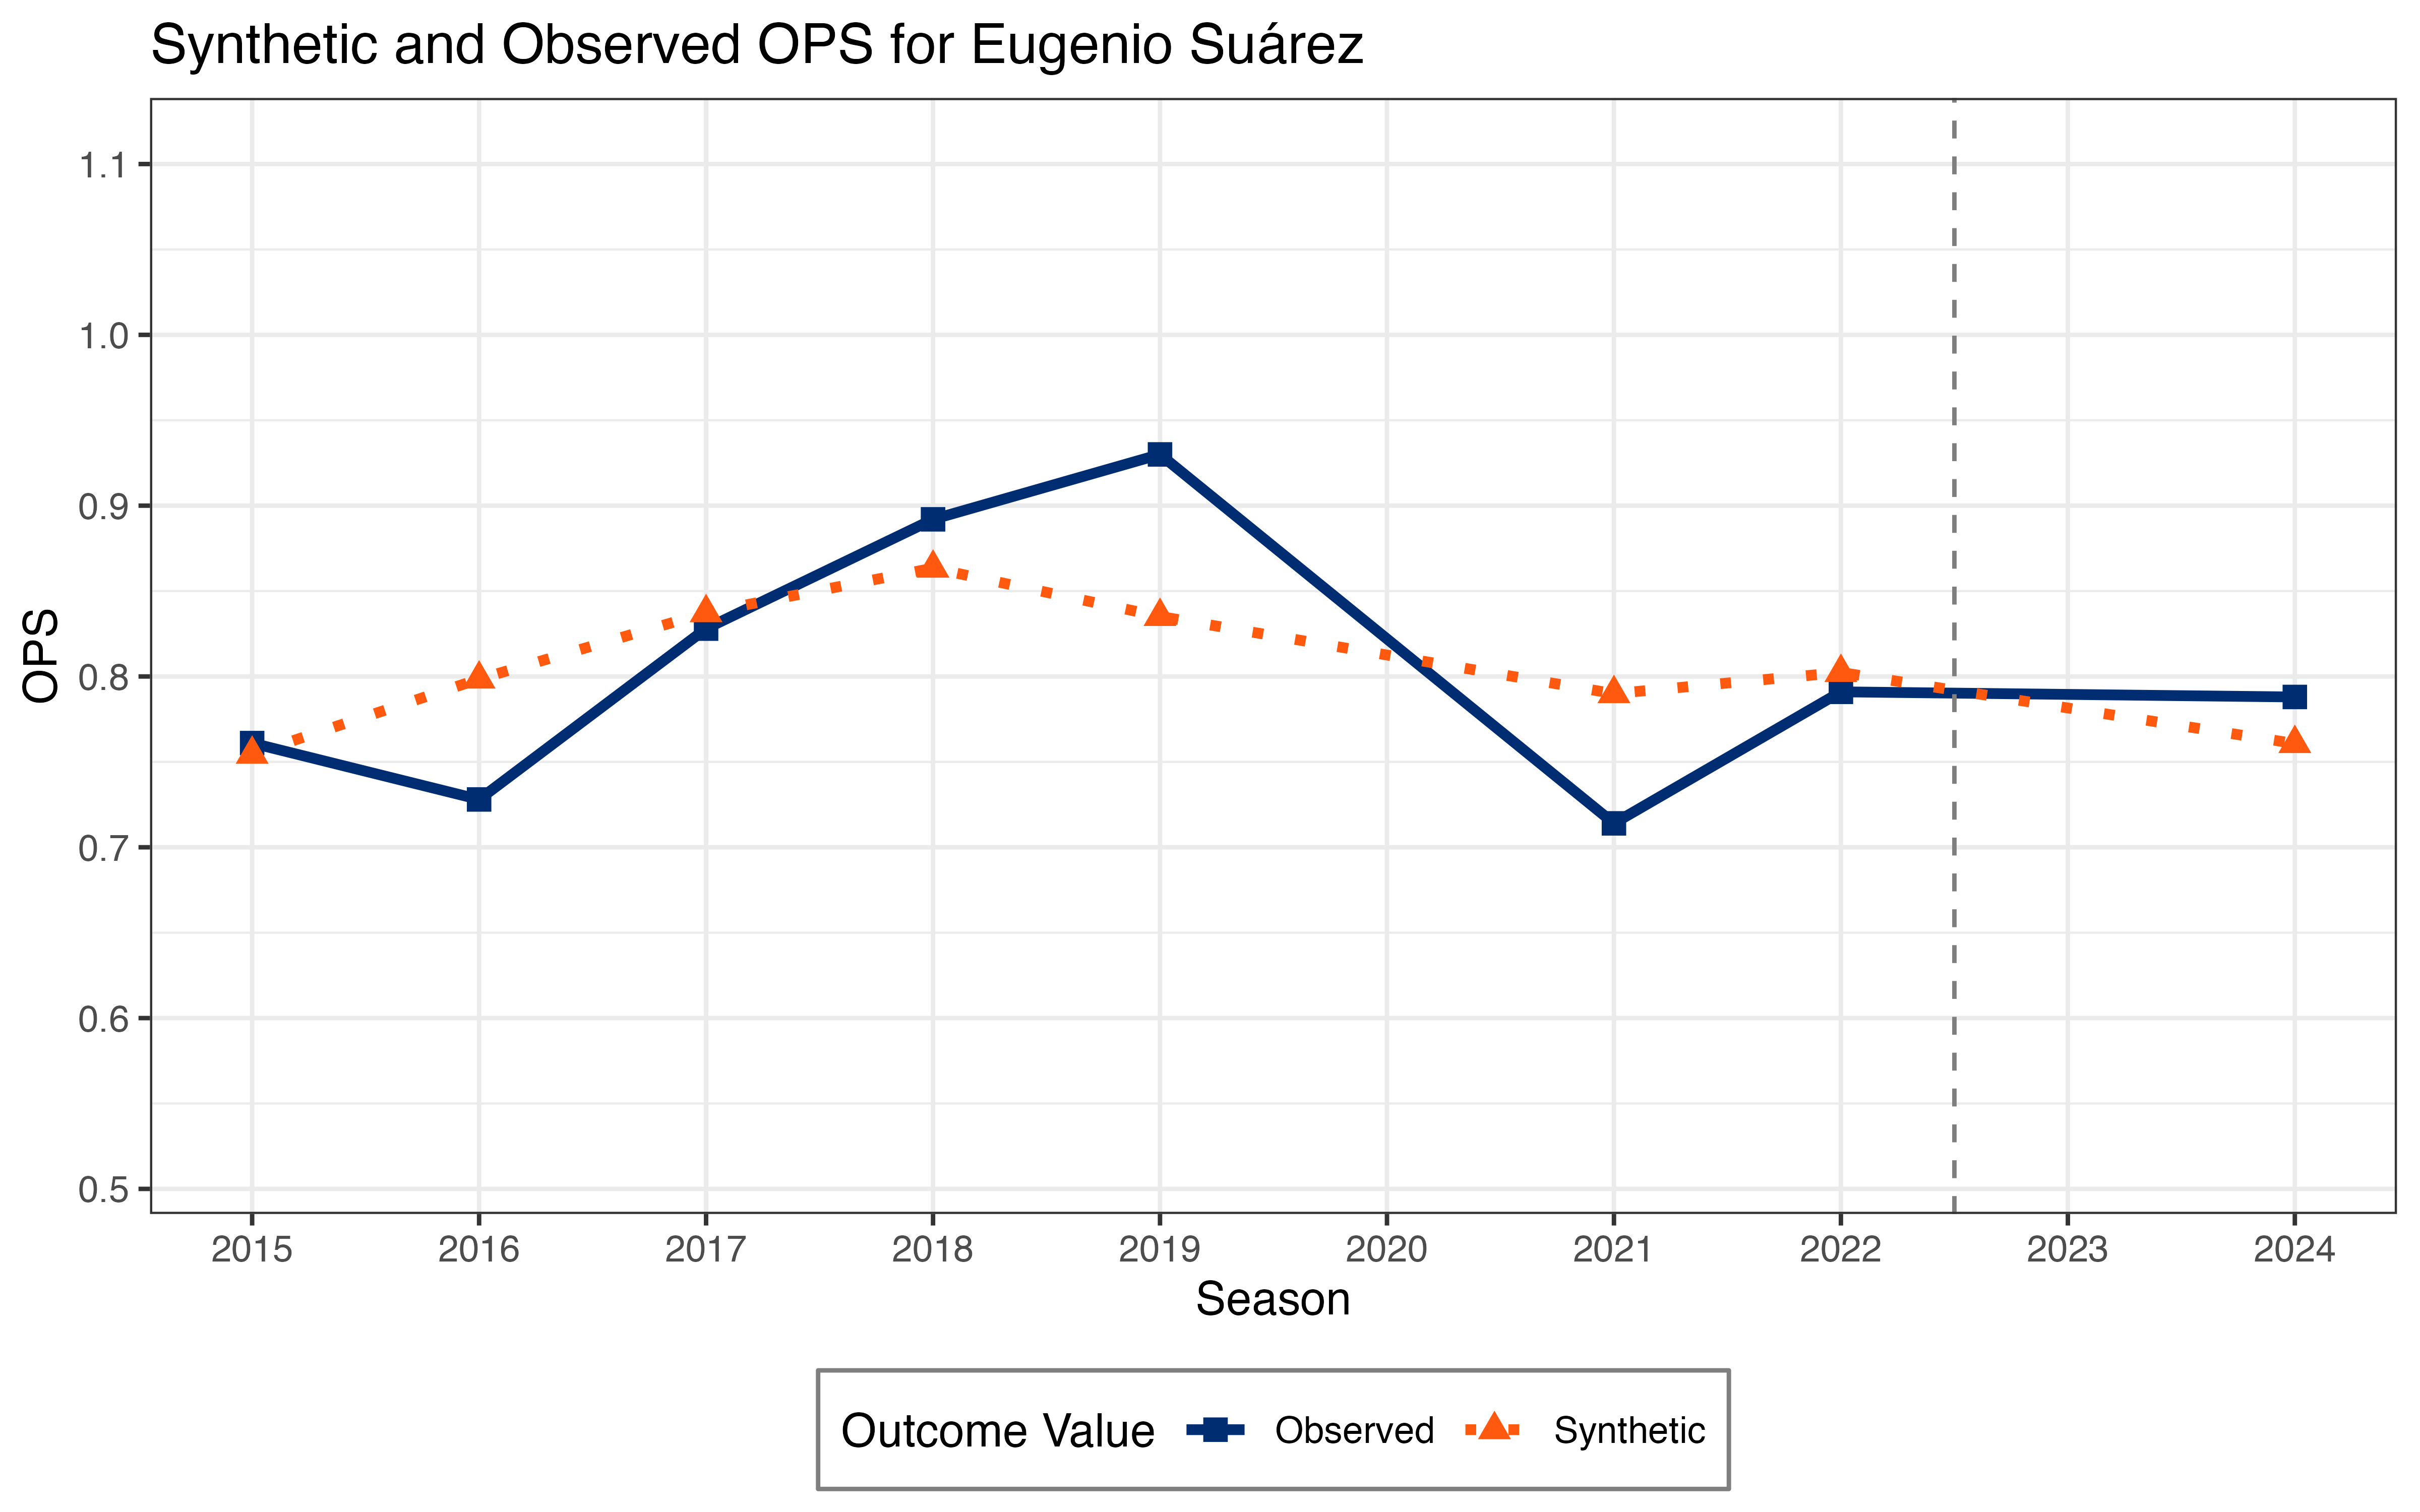 Synthetic and Observed OPS for Eugenio Suárez
1.1
1.0
0.9
0.8
0.7
0.6
0.5
OPS
2015 2016 2017 2018 2019 2020 2021 2022 2023 2024
Season
Outcome Value Observed Synthetic